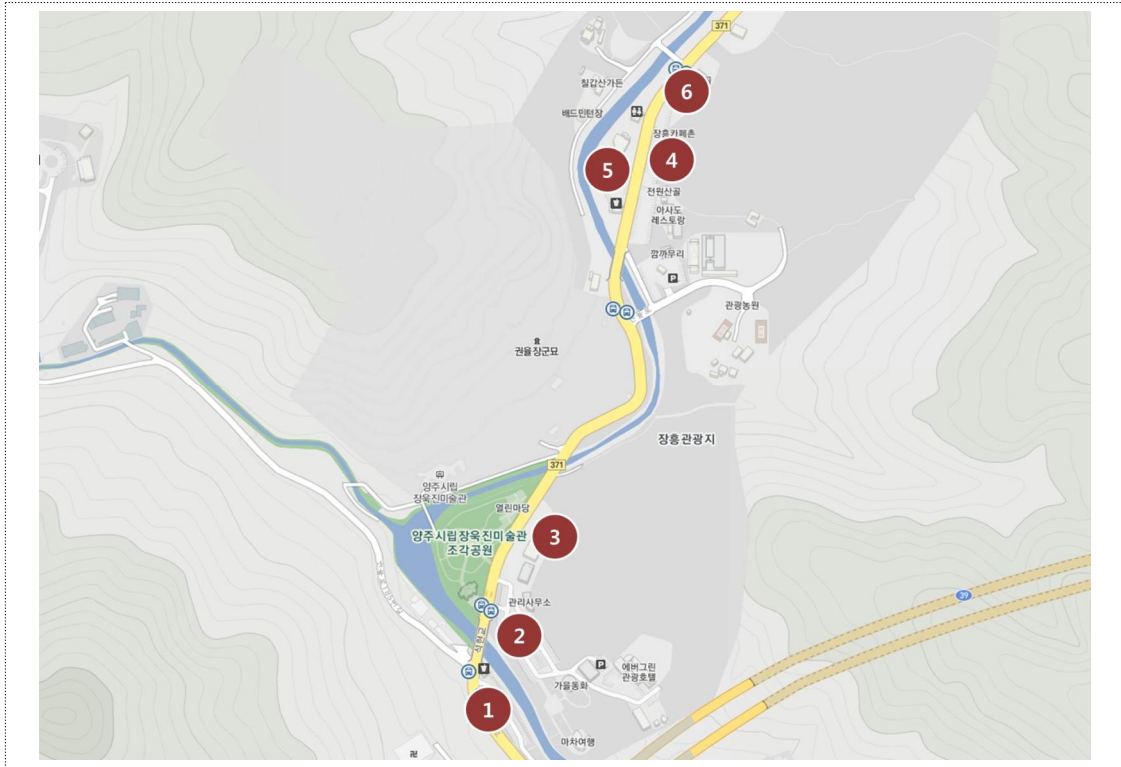 371
칠갑산가든
6
배드민턴장
장흥카페촌
4
5
전원산골
아사도
레스토랑
깜까무리
P
관광농원
권율장군묘
장흥관광지
371
양주시립
장욱진미술관
열린마당
양주시립장욱진미술관
조각공원
3
39
관리사무소
2
석현교
에버그린
관광호텔
P
가을동화
1
마차여행